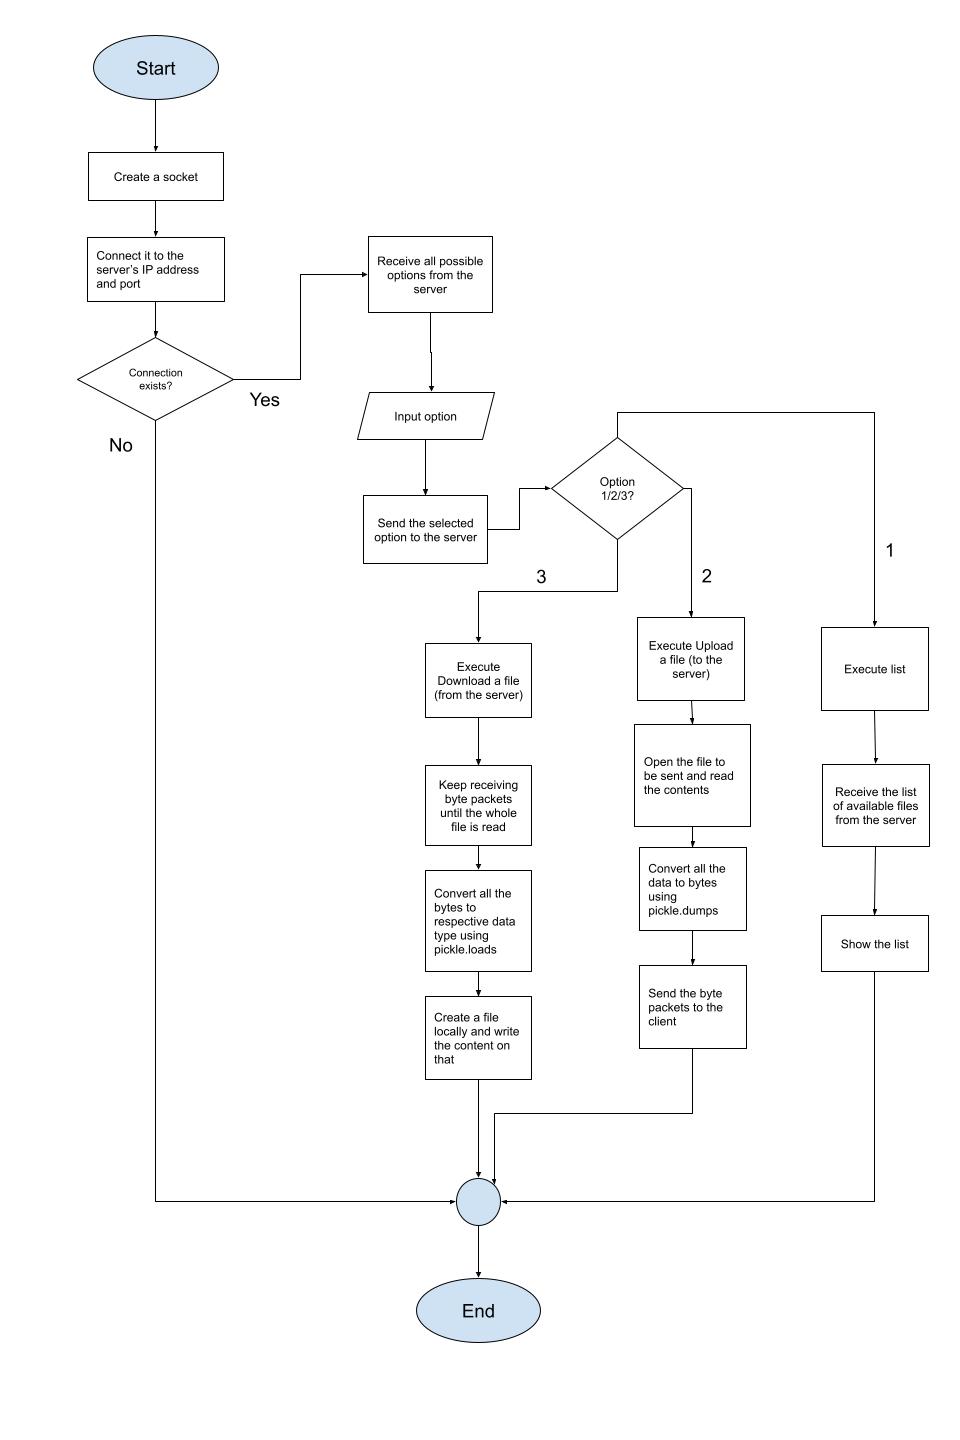 Start
Create a socket
Connect it to the
server's IP address
and port
Connection
exists?
Yes
No
Receive all possible
options from the
server
Input option
Send the selected
option to the server
Option
1/2/3?
1
2
3
Execute
Download a file
(from the server)
Keep receiving
byte packets
until the whole
file is read
Convert all the
bytes to
respective data
type using
pickle.loads
Create a file
locally and write
the content on
that
Execute Upload
a file (to the
server)
Open the file to
be sent and read
the contents
Convert all the
data to bytes
using
pickle.dumps
Send the byte
packets to the
client
Execute list
Receive the list
of available files
from the server
Show the list
End